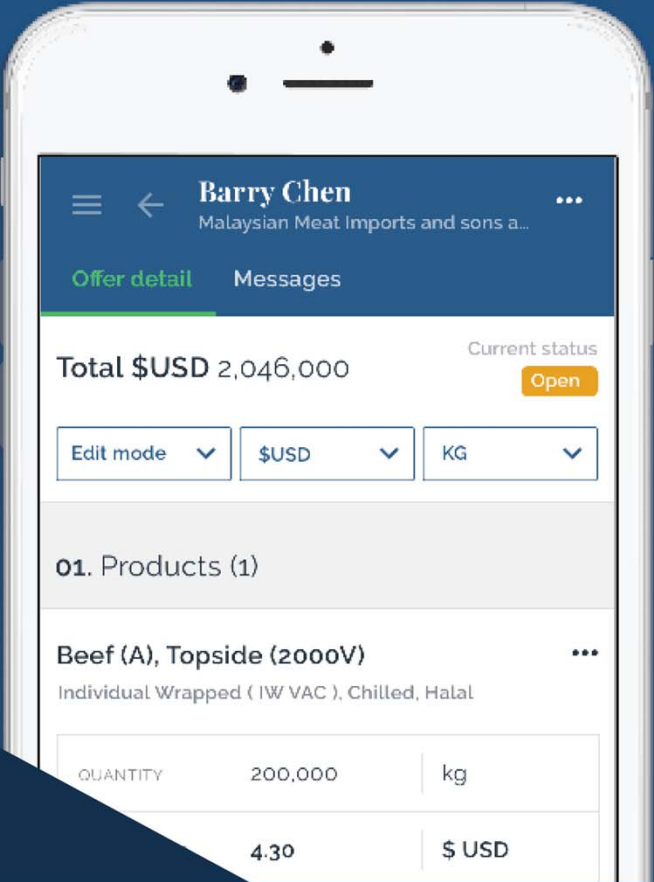 Barry Chen
Malaysian Meat Imports and sons a...
Offer detail Messages
Current status
Total $USD 2,046,000
Open
Edit mode $USD KG
01. Products (1)
Beef (A), Topside (2000V)
Individual Wrapped ( IW VAC ), Chilled, Halal
QUANTITY 200,000 kg
4.30 $ USD